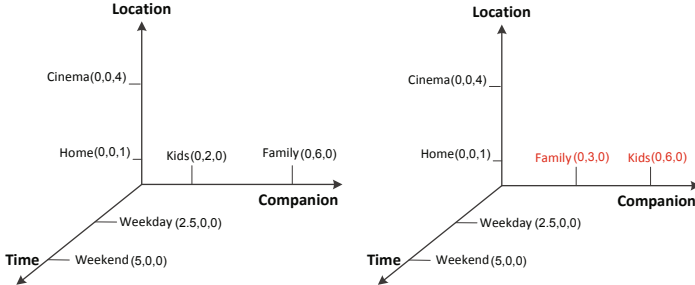 Location
Cinema(0,0,4)
Home(0,0,1)
Kids(0,2,0)
Family(0,6,0)
Companion
Weekday(2.5,0,0)
Time
Weekend(5,0,0)
Location
Cinema(0,0,4)
Home(0,0,1)
Family(0,3,0)
Kids(0,6,0)
Companion
Weekday(2.5,0,0)
Time
Weekend(5,0,0)